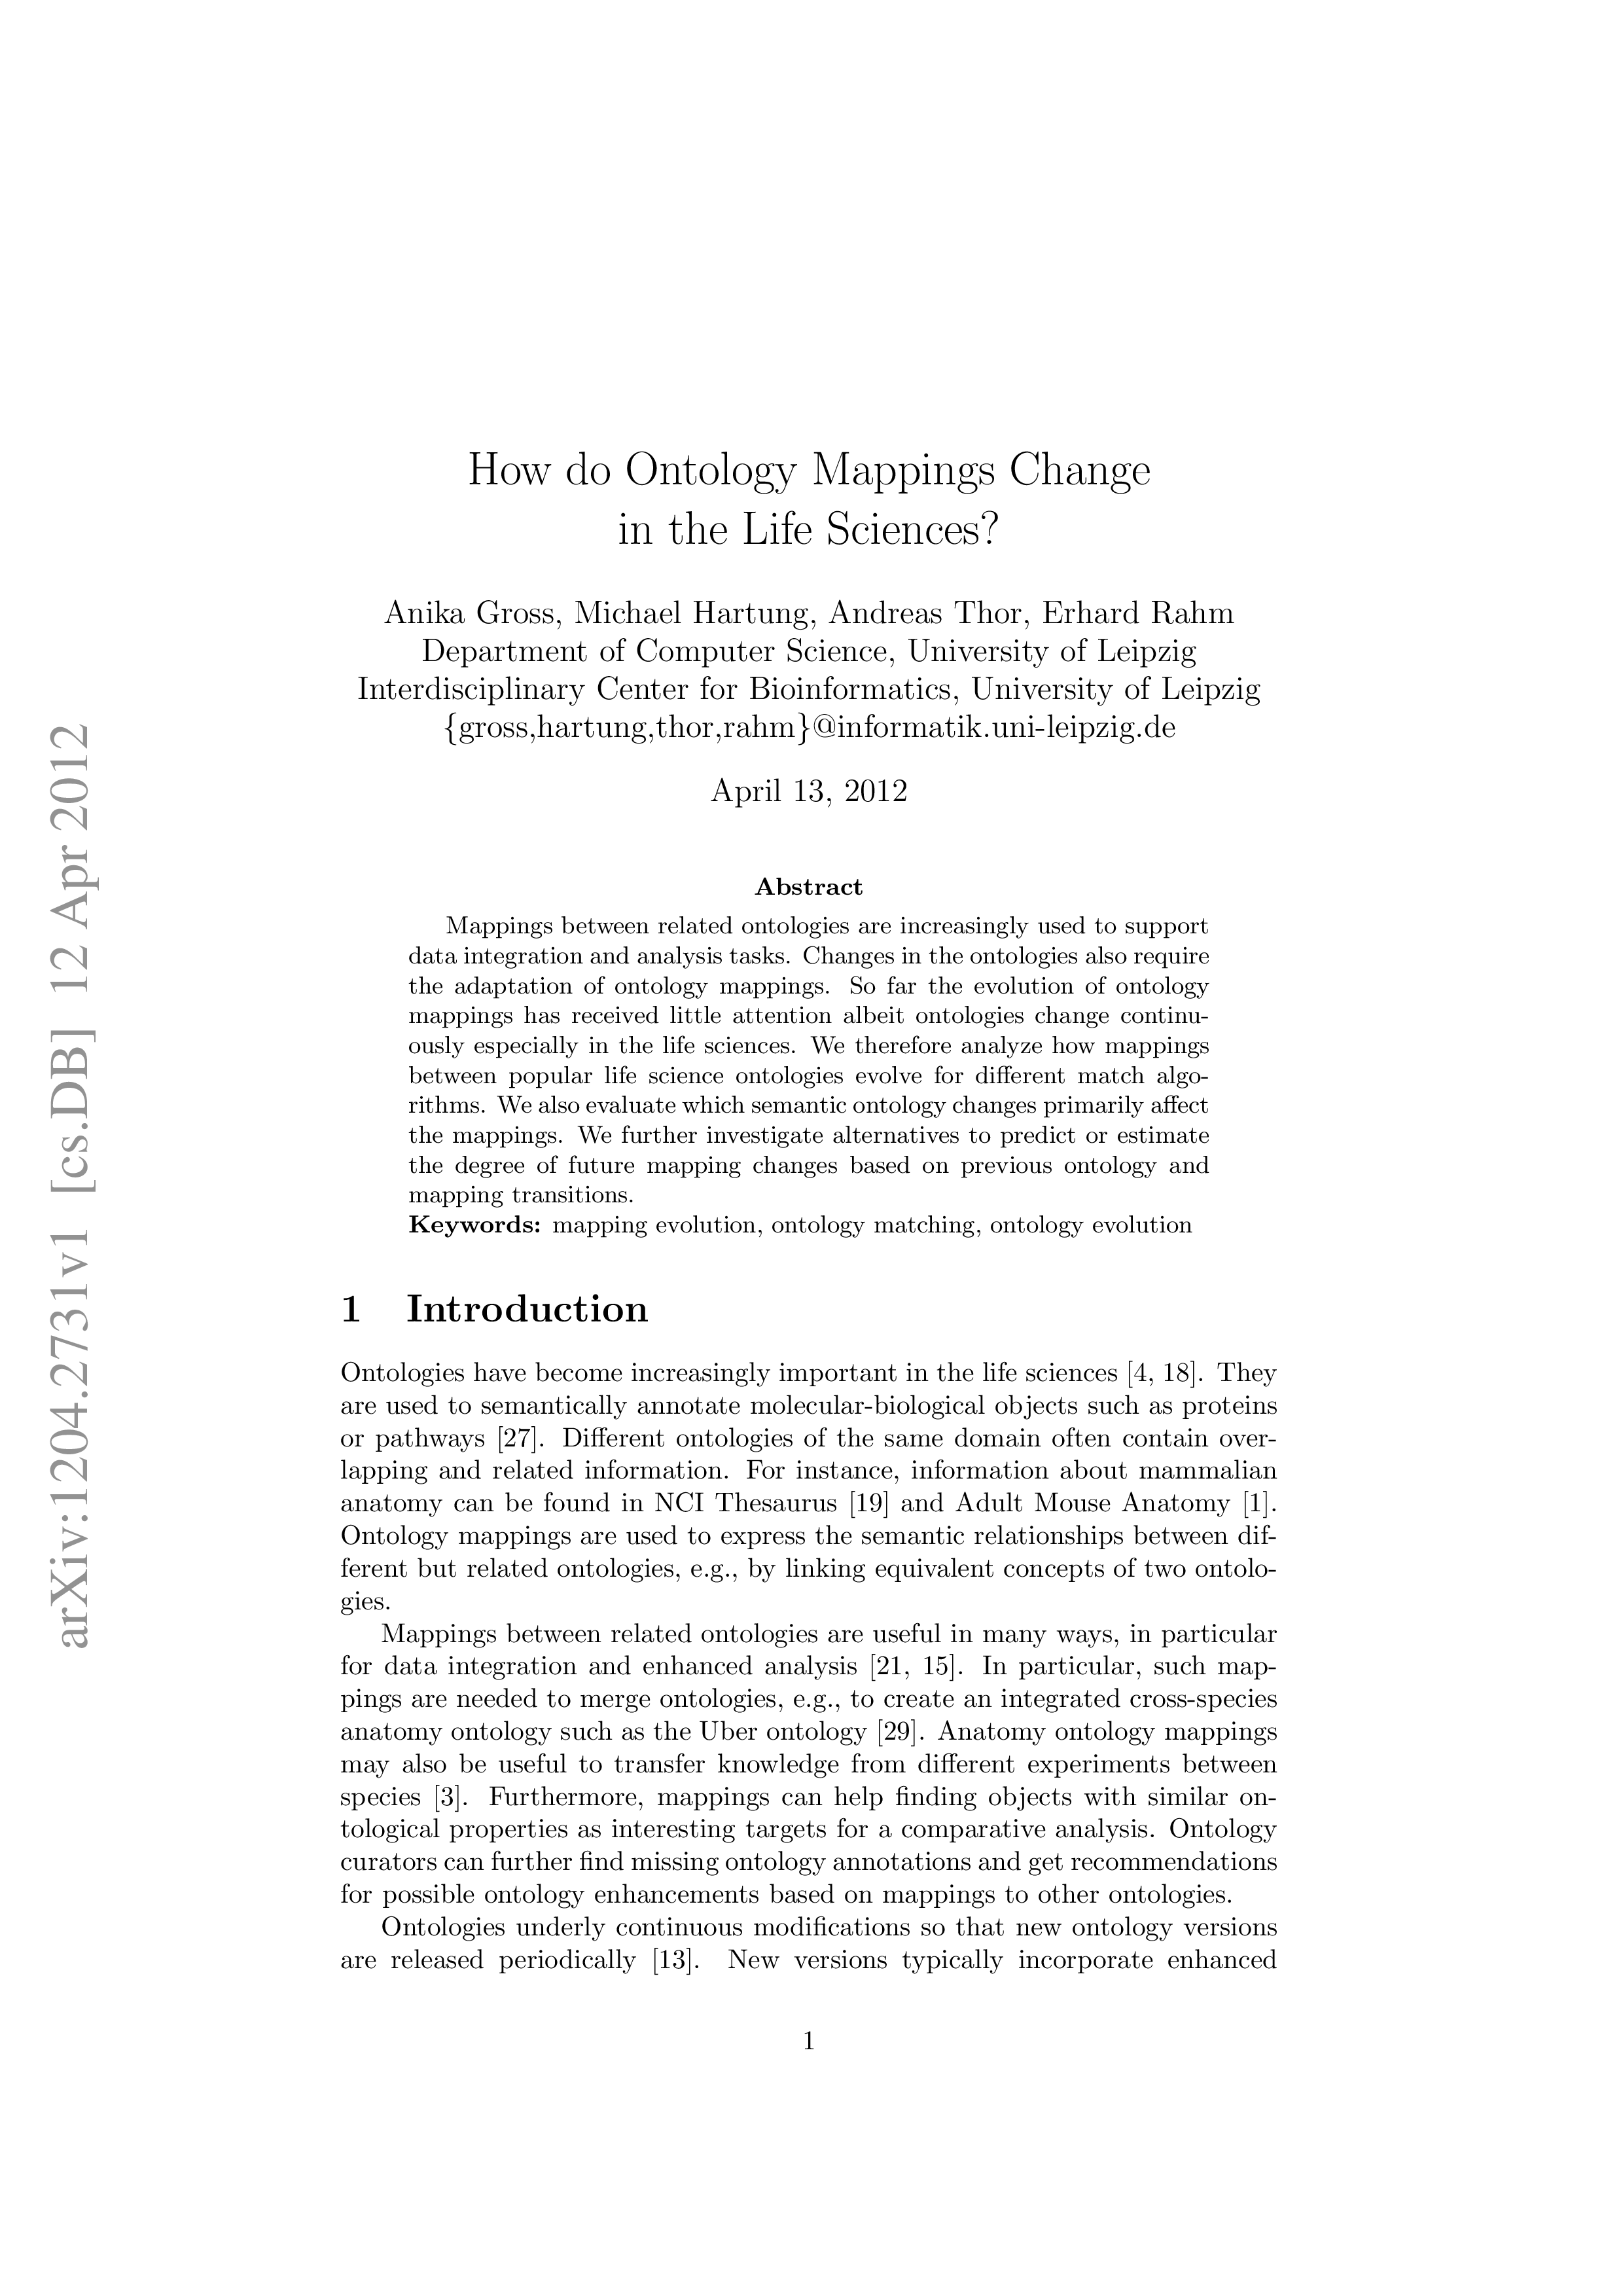 arXiv:1204.2731v1 [cs.DB] 12 Apr 2012
How do Ontology Mappings Change
in the Life Sciences?
Anika Gross, Michael Hartung, Andreas Thor, Erhard Rahm
Department of Computer Science, University of Leipzig
Interdisciplinary Center for Bioinformatics, University of Leipzig
{gross,hartung,thor,rahm}@informatik.uni-leipzig.de
April 13, 2012
Abstract
Mappings between related ontologies are increasingly used to support
data integration and analysis tasks. Changes in the ontologies also require
the adaptation of ontology mappings. So far the evolution of ontology
mappings has received little attention albeit ontologies change continu-
ously especially in the life sciences. We therefore analyze how mappings
between popular life science ontologies evolve for different match algo-
rithms. We also evaluate which semantic ontology changes primarily affect
the mappings. We further investigate alternatives to predict or estimate
the degree of future mapping changes based on previous ontology and
mapping transitions.
Keywords: mapping evolution, ontology matching, ontology evolution
1 Introduction
Ontologies have become increasingly important in the life sciences [4, 18]. They
are used to semantically annotate molecular-biological objects such as proteins
or pathways [27]. Different ontologies of the same domain often contain over-
lapping and related information. For instance, information about mammalian
anatomy can be found in NCI Thesaurus [19] and Adult Mouse Anatomy [1].
Ontology mappings are used to express the semantic relationships between dif-
ferent but related ontologies, e.g., by linking equivalent concepts of two ontolo-
gies.
Mappings between related ontologies are useful in many ways, in particular
for data integration and enhanced analysis [21, 15]. In particular, such map-
pings are needed to merge ontologies, e.g., to create an integrated cross-species
anatomy ontology such as the Uber ontology [29]. Anatomy ontology mappings
may also be useful to transfer knowledge from different experiments between
species [3]. Furthermore, mappings can help finding objects with similar on-
tological properties as interesting targets for a comparative analysis. Ontology
curators can further find missing ontology annotations and get recommendations
for possible ontology enhancements based on mappings to other ontologies.
Ontologies underly continuous modifications so that new ontology versions
are released periodically [13]. New versions typically incorporate enhanced
1